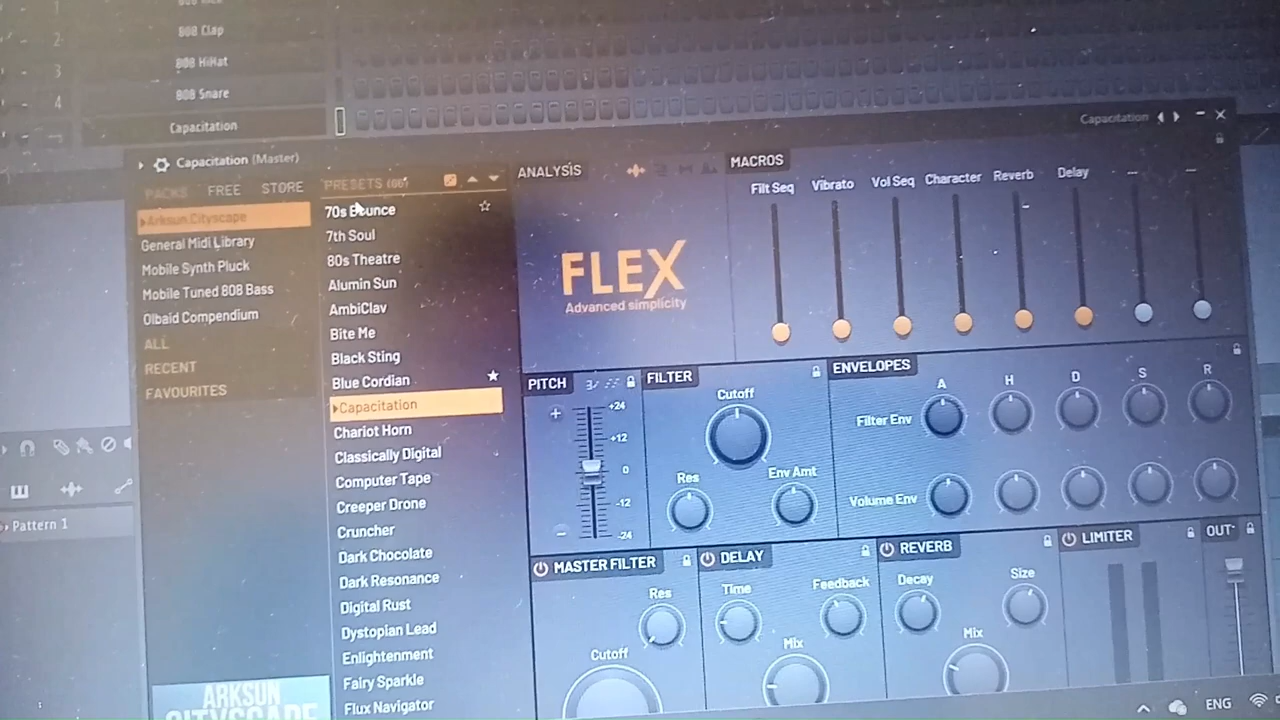 1
2
808 Clap
3
808 HiHat
4
808 Snare
Capacitation
Capacitation (Master)
Capacitation
PACKS FREE STORE
Arksun Cityscape
General Midi Library
Mobile Synth Pluck
Mobile Tuned 808 Bass
Olbaid Compendium
ALL
RECENT
FAVOURITES
ARKSUN
CITYSCAPE
PRESETS
70s Bounce
7th Soul
80s Theatre
Alumin Sun
AmbiClav
Bite Me
Black Sting
Blue Cordian
Capacitation
Chariot Horn
Classically Digital
Computer Tape
Creeper Drone
Cruncher
Dark Chocolate
Dark Resonance
Digital Rust
Dystopian Lead
Enlightenment
Fairy Sparkle
Flux Navigator
ANALYSIS
FLEX
Advanced simplicity
MACROS
Filt Seq Vibrato Vol Seq Character Reverb Delay -- --
PITCH
+24
+12
0
-12
-24
FILTER
Cutoff
Res
Env Amt
ENVELOPES
A H D S R
Filter Env
Volume Env
MASTER FILTER
Res
Cutoff
DELAY
Time
Feedback
Mix
REVERB
Decay
Size
Mix
LIMITER
OUT
Pattern 1
ENG